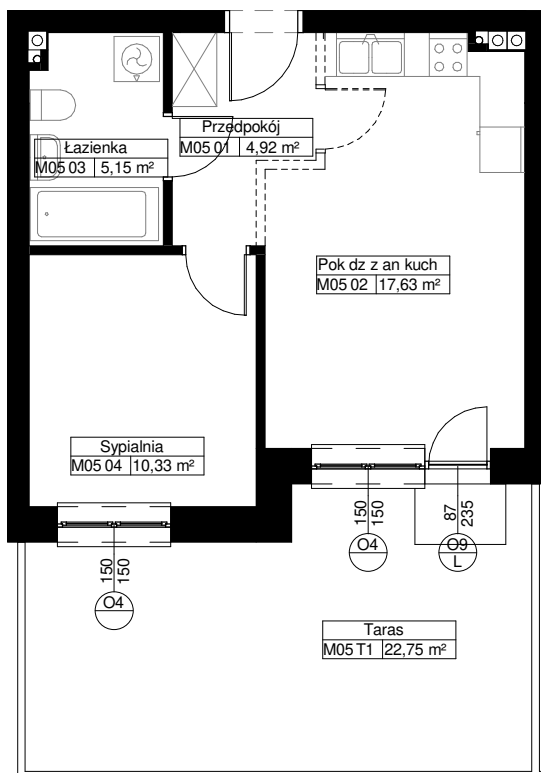 Przedpokój
M05 01 4,92 m²
Łazienka
M05 03 5,15 m²
Pok dz z an kuch
M05 02 17,63 m²
Sypialnia
M05 04 10,33 m²
150
150
O4
150
150
O4
87
235
O9
L
Taras
M05 T1 22,75 m²